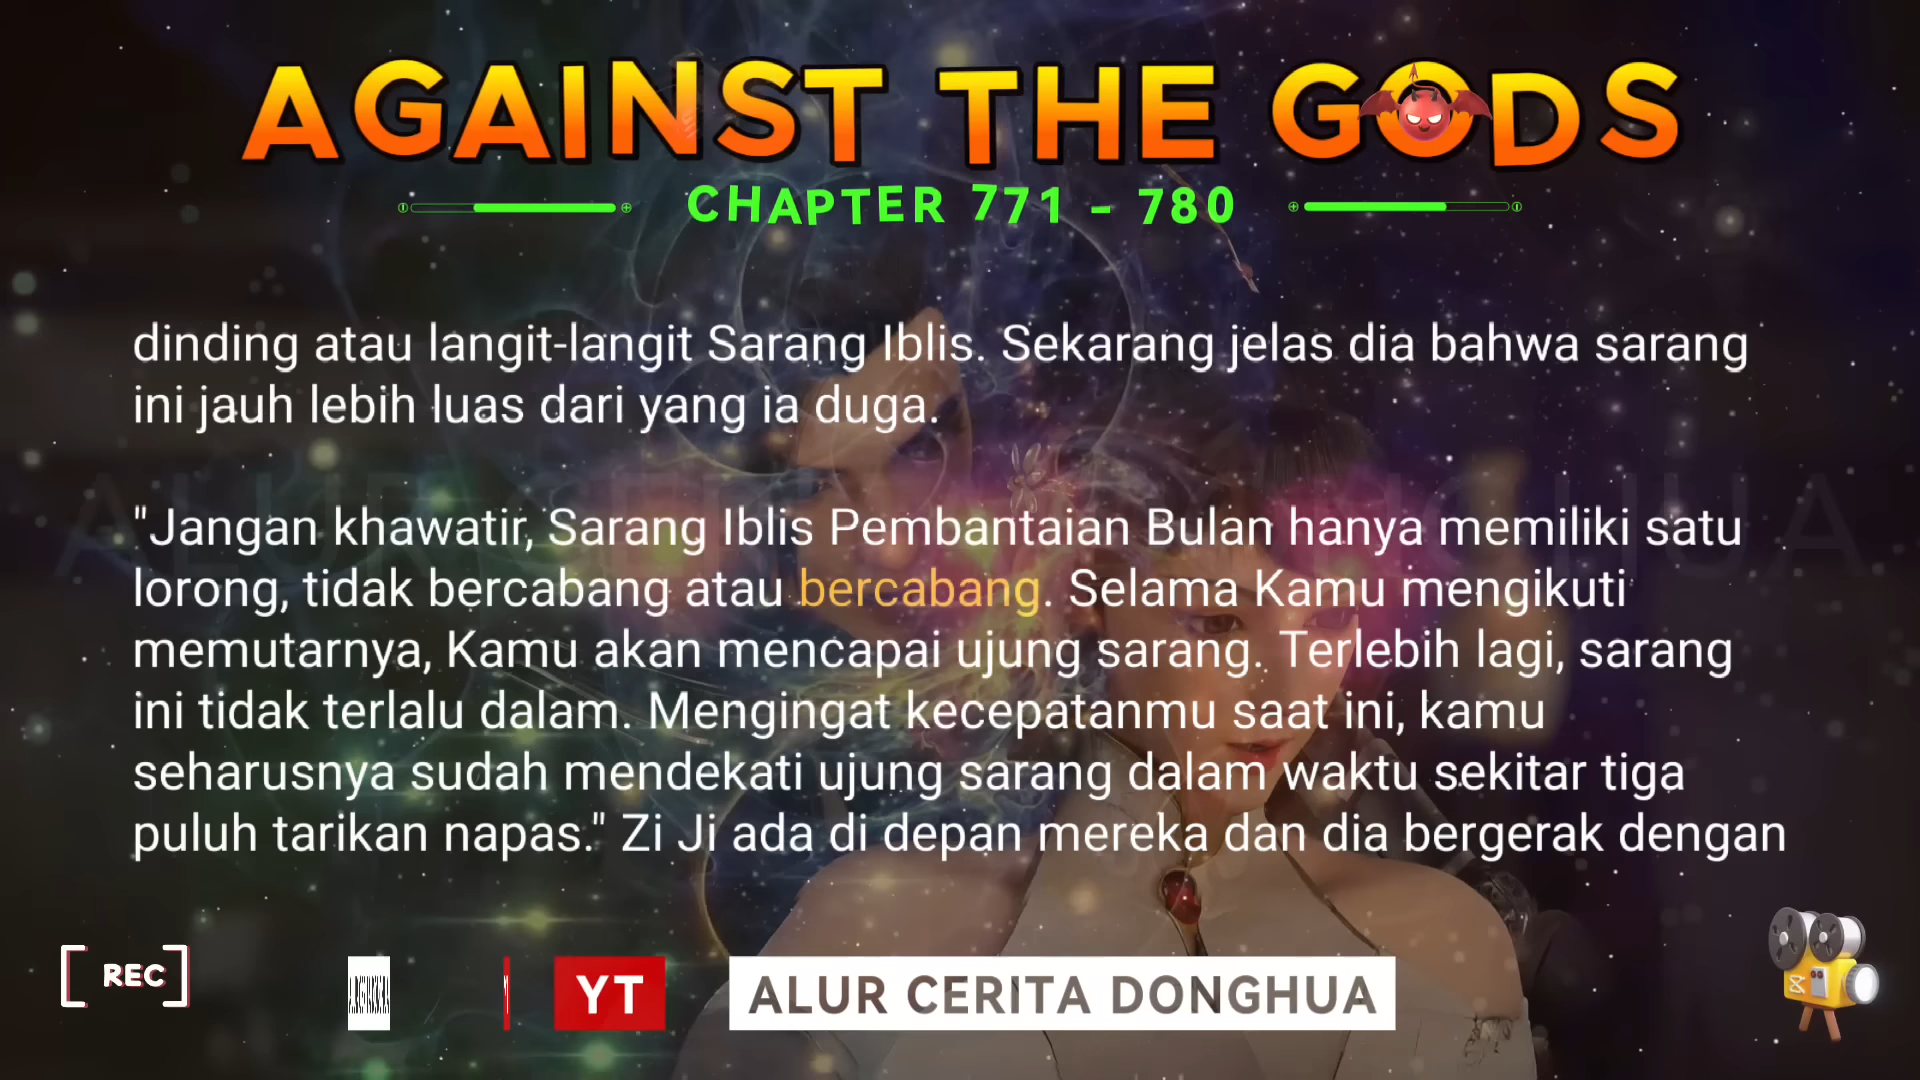 AGAINST THE GODS
CHAPTER 771 - 780
dinding atau langit-langit Sarang Iblis. Sekarang jelas dia bahwa sarang
ini jauh lebih luas dari yang ia duga.
"Jangan khawatir, Sarang Iblis Pembantaian Bulan hanya memiliki satu
lorong, tidak bercabang atau bercabang. Selama Kamu mengikuti
memutarnya, Kamu akan mencapai ujung sarang. Terlebih lagi, sarang
ini tidak terlalu dalam. Mengingat kecepatanmu saat ini, kamu
seharusnya sudah mendekati ujung sarang dalam waktu sekitar tiga
puluh tarikan napas." Zi Ji ada di depan mereka dan dia bergerak dengan
REC
YT
ALUR CERITA DONGHUA